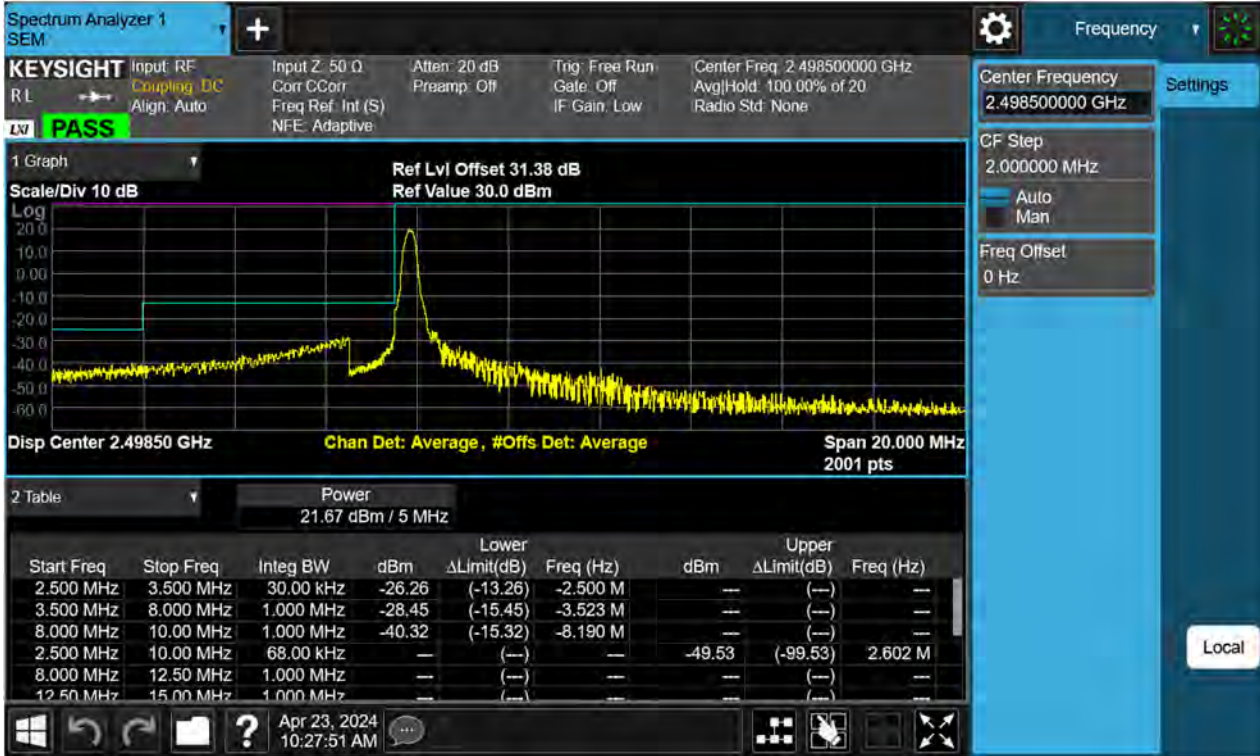 Spectrum Analyzer 1
SEM
+
Frequency
KEYSIGHT
RL
LXI
PASS
Input: RF
Coupling: DC
Align: Auto
Input Z: 50 Ω
Corr CCorr
Freq Ref: Int (S)
NFE: Adaptive
Atten: 20 dB
Preamp: Off
Trig: Free Run
Gate: Off
IF Gain: Low
Center Freq: 2.498500000 GHz
Avg|Hold: 100.00% of 20
Radio Std: None
Center Frequency
2.498500000 GHz
Settings
CF Step
2.000000 MHz
Auto
Man
Freq Offset
0 Hz
Local
1 Graph
Scale/Div 10 dB
Ref Lvl Offset 31.38 dB
Ref Value 30.0 dBm
Log
20.0
10.0
0.00
-10.0
-20.0
-30.0
-40.0
-50.0
-60.0
Disp Center 2.49850 GHz
Chan Det: Average, #Offs Det: Average
Span 20.000 MHz
2001 pts
2 Table
Power
21.67 dBm / 5 MHz
Lower Upper
Start Freq Stop Freq Integ BW dBm ΔLimit(dB) Freq (Hz) dBm ΔLimit(dB) Freq (Hz)
2.500 MHz 3.500 MHz 30.00 kHz -26.26 (-13.26) -2.500 M --- (---) ---
3.500 MHz 8.000 MHz 1.000 MHz -28.45 (-15.45) -3.523 M --- (---) ---
8.000 MHz 10.00 MHz 1.000 MHz -40.32 (-15.32) -8.190 M --- (---) ---
2.500 MHz 10.00 MHz 68.00 kHz --- (---) --- -49.53 (-99.53) 2.602 M
8.000 MHz 12.50 MHz 1.000 MHz --- (---) --- --- (---) ---
12.50 MHz 15.00 MHz 1.000 MHz --- (---) --- --- (---) ---
?
Apr 23, 2024
10:27:51 AM